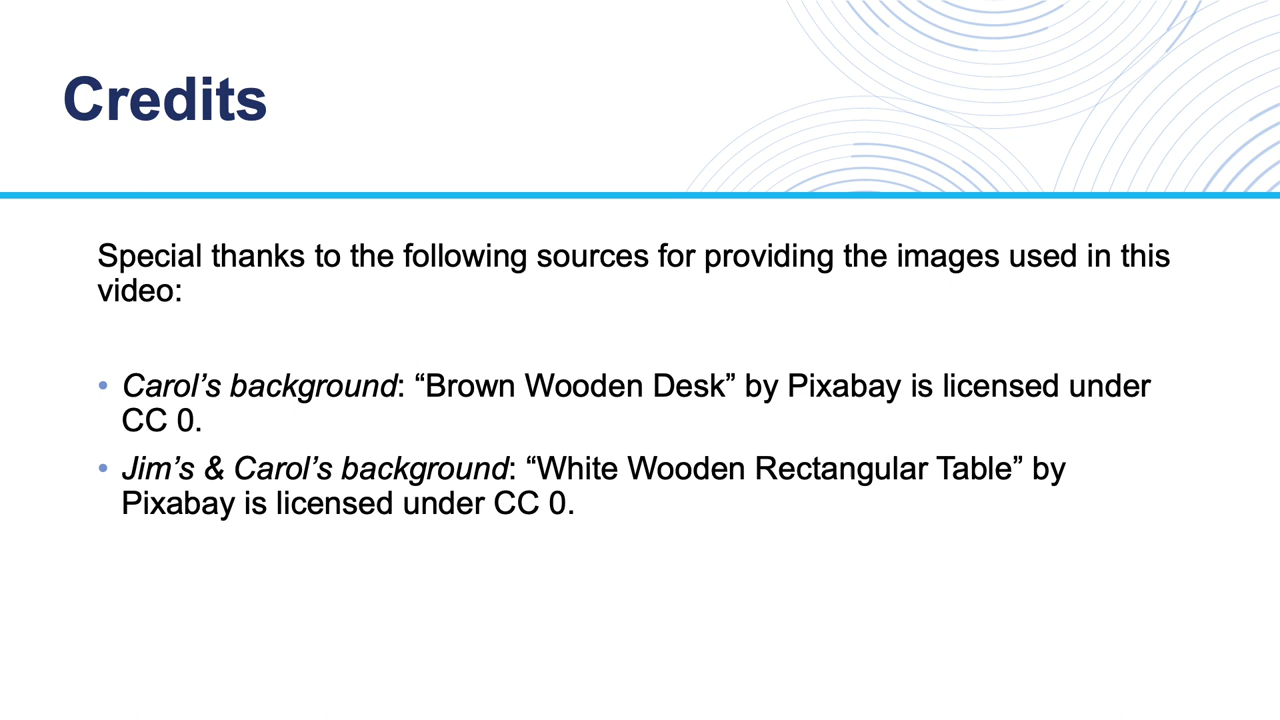 Credits
Special thanks to the following sources for providing the images used in this
video:
• Carol’s background: “Brown Wooden Desk” by Pixabay is licensed under
CC 0.
• Jim’s & Carol’s background: “White Wooden Rectangular Table” by
Pixabay is licensed under CC 0.